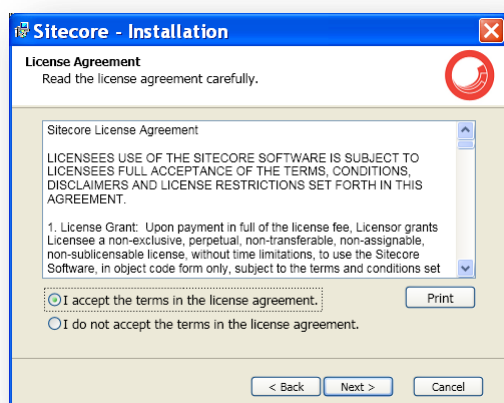 Sitecore - Installation
License Agreement
Read the license agreement carefully.
Sitecore License Agreement
LICENSEES USE OF THE SITECORE SOFTWARE IS SUBJECT TO
LICENSEES FULL ACCEPTANCE OF THE TERMS, CONDITIONS,
DISCLAIMERS AND LICENSE RESTRICTIONS SET FORTH IN THIS
AGREEMENT.
1. License Grant: Upon payment in full of the license fee, Licensor grants
Licensee a non-exclusive, perpetual, non-transferable, non-assignable,
non-sublicensable license, without time limitations, to use the Sitecore
Software, in object code form only, subject to the terms and conditions set
I accept the terms in the license agreement.
Print
I do not accept the terms in the license agreement.
< Back
Next >
Cancel